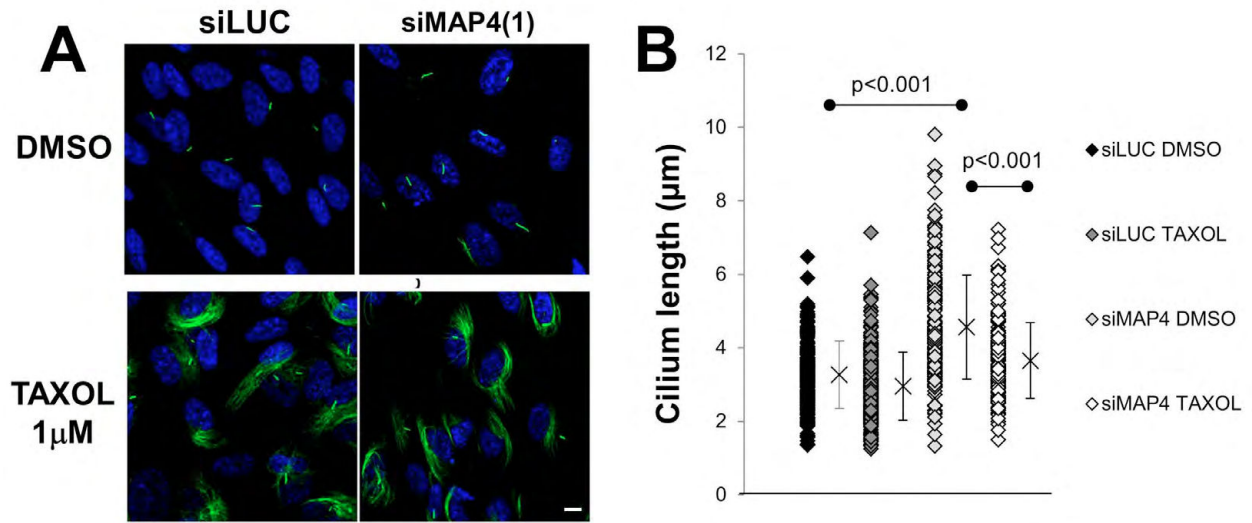 A
siLUC
siMAP4(1)
DMSO
TAXOL
1μM
B
Cilium length (μm)
12
10
8
6
4
2
0
p<0.001
p<0.001
siLUC DMSO
siLUC TAXOL
siMAP4 DMSO
siMAP4 TAXOL